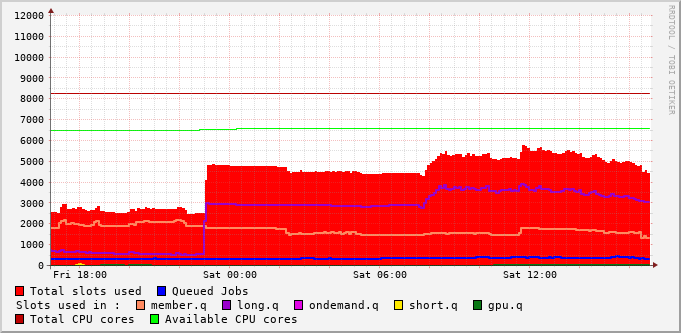 12000
11000
10000
9000
8000
7000
6000
5000
4000
3000
2000
1000
0
Fri 18:00 Sat 00:00 Sat 06:00 Sat 12:00
Total slots used Queued Jobs
Slots used in : member.q long.q ondemand.q short.q gpu.q
Total CPU cores Available CPU cores
RRDTOOL / TOBI OETIKER